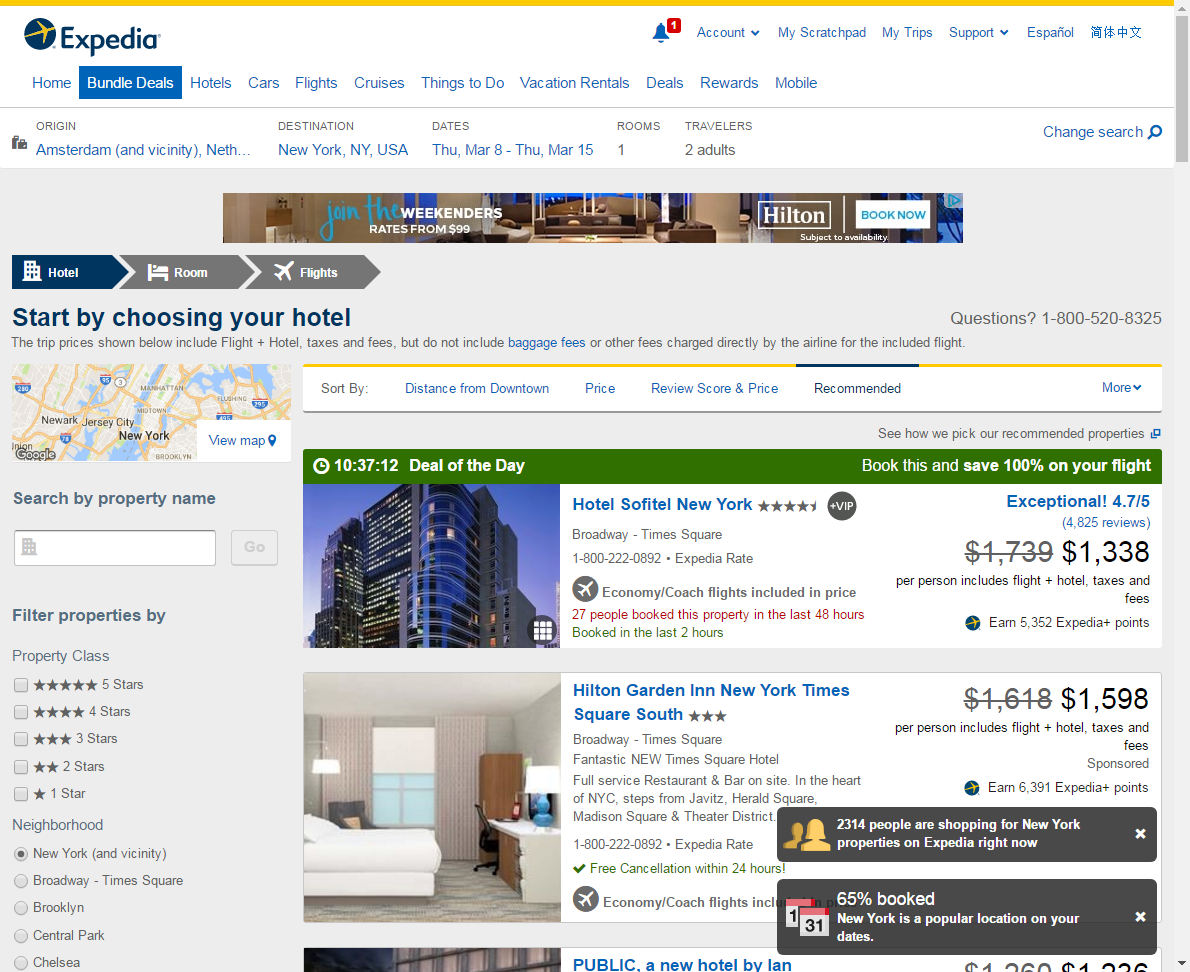 Expedia
1
Account
My Scratchpad
My Trips
Support
Español
简体中文
Home
Bundle Deals
Hotels
Cars
Flights
Cruises
Things to Do
Vacation Rentals
Deals
Rewards
Mobile
ORIGIN
Amsterdam (and vicinity), Neth...
DESTINATION
New York, NY, USA
DATES
Thu, Mar 8 - Thu, Mar 15
ROOMS
1
TRAVELERS
2 adults
Change search
join the WEEKENDERS
RATES FROM $99
Hilton
BOOK NOW
Subject to availability.
Hotel
Room
Flights
Start by choosing your hotel
Questions? 1-800-520-8325
The trip prices shown below include Flight + Hotel, taxes and fees, but do not include baggage fees or other fees charged directly by the airline for the included flight.
280
95
3
MANHATTAN
FLUSHING
495
295
MIDTOWN
Newark
Jersey City
New York
78
Union
BROOKLYN
Google
View map
Sort By:
Distance from Downtown
Price
Review Score & Price
Recommended
More
See how we pick our recommended properties
Search by property name
Go
Filter properties by
Property Class
5 Stars
4 Stars
3 Stars
2 Stars
1 Star
Neighborhood
New York (and vicinity)
Broadway - Times Square
Brooklyn
Central Park
Chelsea
10:37:12 Deal of the Day
Book this and save 100% on your flight
Hotel Sofitel New York
+VIP
Broadway - Times Square
1-800-222-0892 • Expedia Rate
Economy/Coach flights included in price
27 people booked this property in the last 48 hours
Booked in the last 2 hours
Exceptional! 4.7/5
(4,825 reviews)
$1,739 $1,338
per person includes flight + hotel, taxes and
fees
Earn 5,352 Expedia+ points
Hilton Garden Inn New York Times
Square South
Broadway - Times Square
Fantastic NEW Times Square Hotel
Full service Restaurant & Bar on site. In the heart
of NYC, steps from Javitz, Herald Square,
Madison Square & Theater District.
1-800-222-0892 • Expedia Rate
Free Cancellation within 24 hours!
Economy/Coach flights included in price
$1,618 $1,598
per person includes flight + hotel, taxes and
fees
Sponsored
Earn 6,391 Expedia+ points
2314 people are shopping for New York
properties on Expedia right now
1
31
65% booked
New York is a popular location on your
dates.
PUBLIC, a new hotel by Ian
$1,260 $1,236